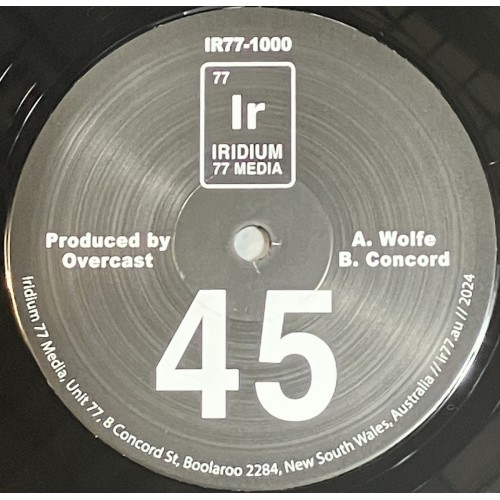 IR77-1000
77
Ir
IRIDIUM
77 MEDIA
Produced by
Overcast
A. Wolfe
B. Concord
45
Iridium 77 Media, Unit 77, 8 Concord St, Boolaroo 2284, New South Wales, Australia // ir77.au // 2024